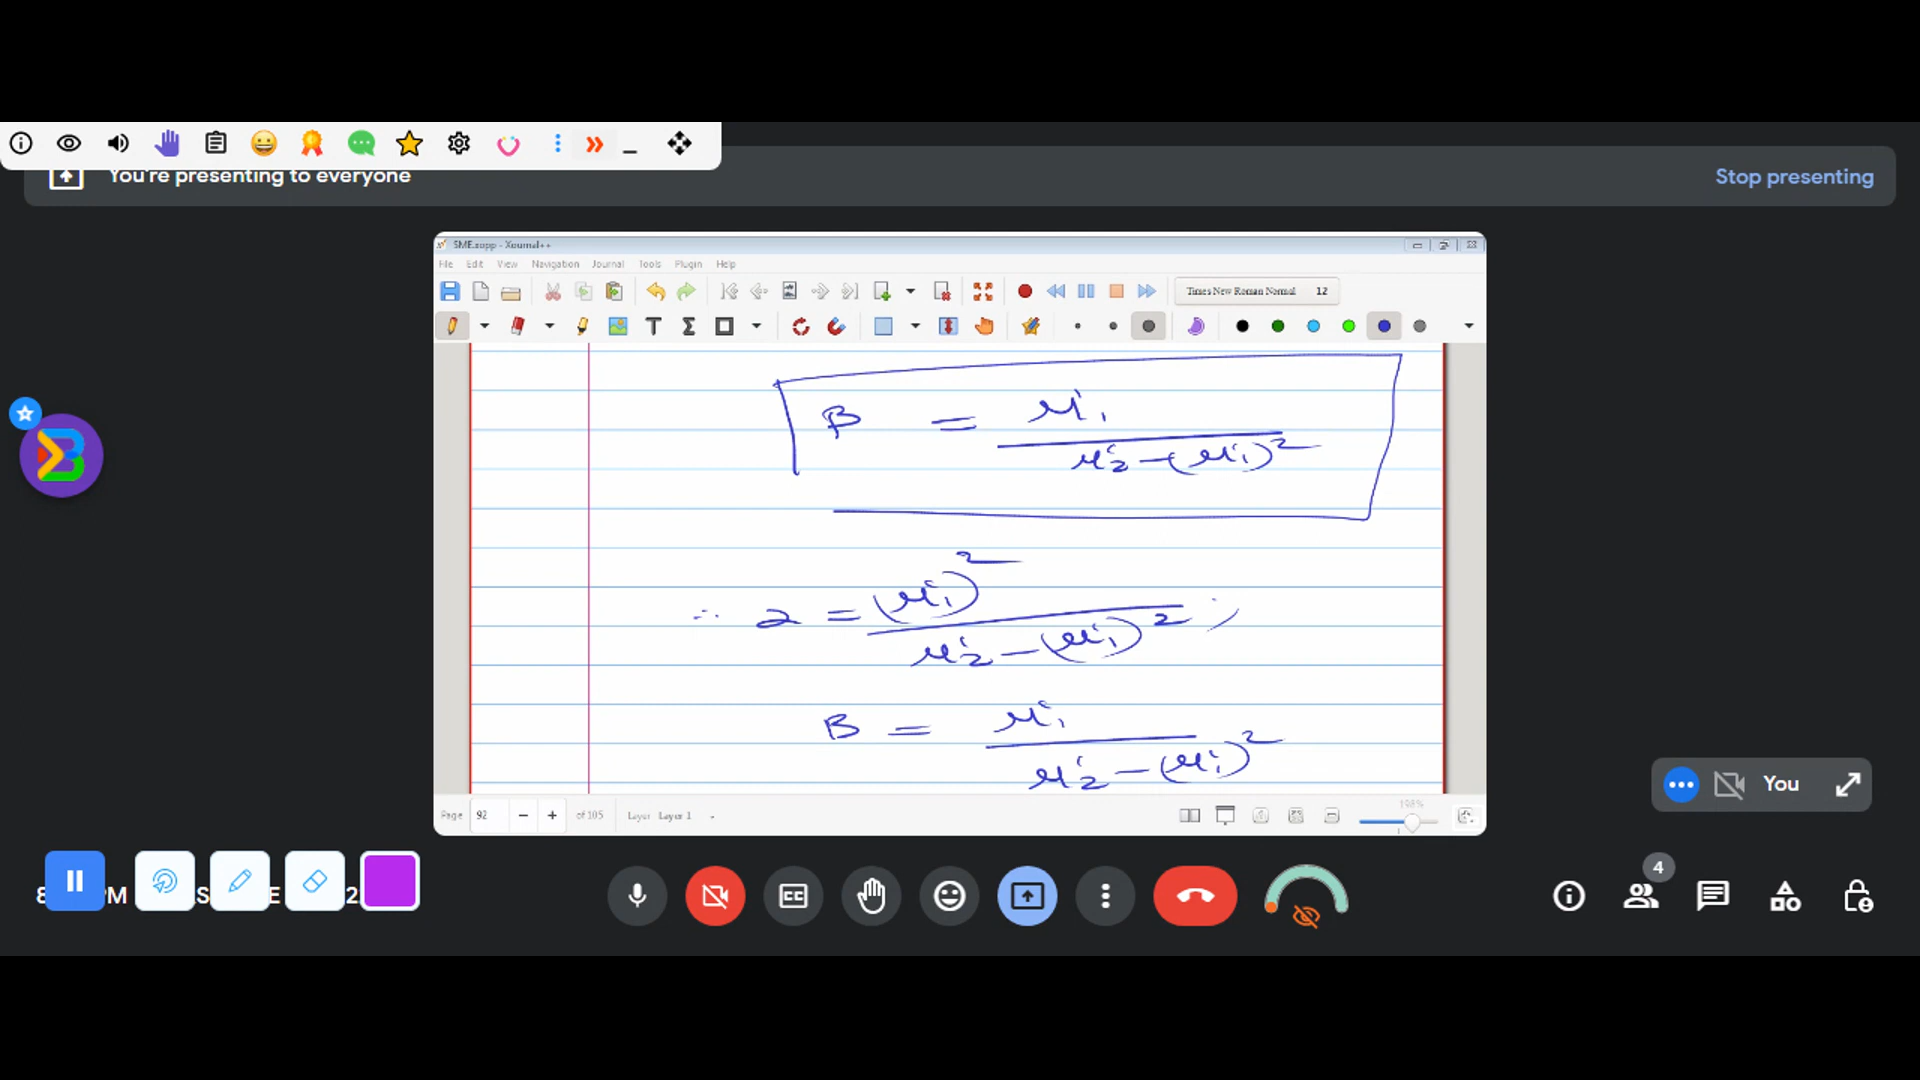 You're presenting to everyone
Stop presenting
SME.xopp - Xournal++
File Edit View Navigation Journal Tools Plugin Help
Times New Roman Normal 12
β = μ'₁ / μ'₂ - (μ'₁)²
∴ 2 = (μ'₁)² / μ'₂ - (μ'₁)² ;
β = μ'₁ / μ'₂ - (μ'₁)²
Page 92 of 105 Layer Layer 1
198%
You
CC
4